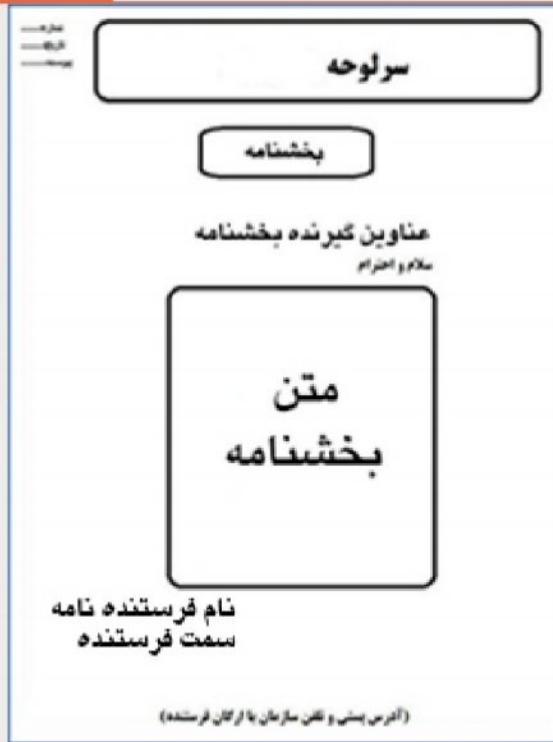 شماره
تاریخ
پیوست
سرلوحه
بخشنامه
عناوین گیرنده بخشنامه
سلام و احترام
متن
بخشنامه
نام فرستنده نامه
سمت فرستنده
(آدرس پستی و تلفن سازمان یا ارگان فرستنده)